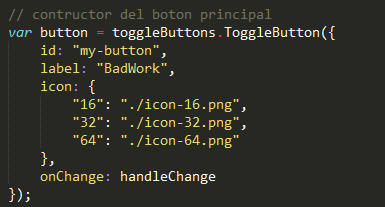 // contructor del boton principal
var button = toggleButtons.ToggleButton({
    id: "my-button",
    label: "BadWork",
    icon: {
        "16": "./icon-16.png",
        "32": "./icon-32.png",
        "64": "./icon-64.png"
    },
    onChange: handleChange
});